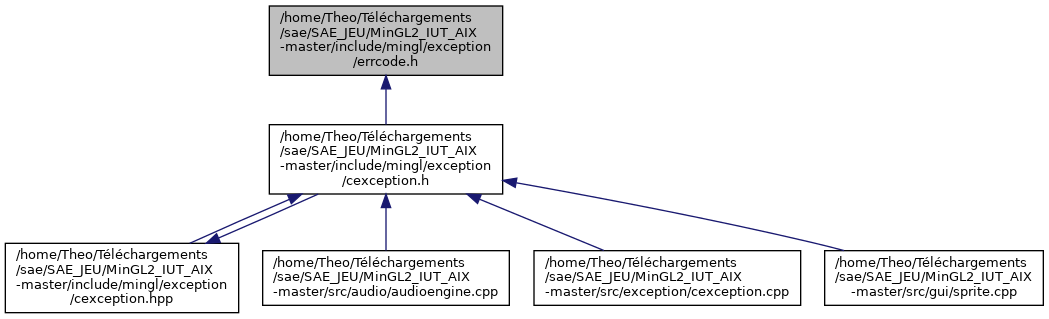 /home/Theo/Téléchargements
/sae/SAE_JEU/MinGL2_IUT_AIX
-master/include/mingl/exception
/errcode.h
/home/Theo/Téléchargements
/sae/SAE_JEU/MinGL2_IUT_AIX
-master/include/mingl/exception
/cexception.h
/home/Theo/Téléchargements
/sae/SAE_JEU/MinGL2_IUT_AIX
-master/include/mingl/exception
/cexception.hpp
/home/Theo/Téléchargements
/sae/SAE_JEU/MinGL2_IUT_AIX
-master/src/audio/audioengine.cpp
/home/Theo/Téléchargements
/sae/SAE_JEU/MinGL2_IUT_AIX
-master/src/exception/cexception.cpp
/home/Theo/Téléchargements
/sae/SAE_JEU/MinGL2_IUT_AIX
-master/src/gui/sprite.cpp